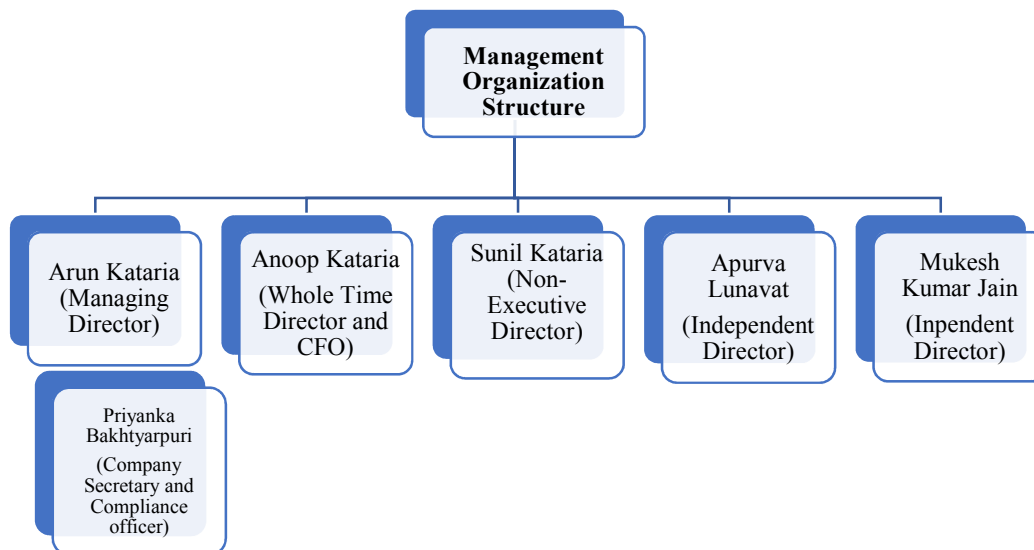 Management
Organization
Structure
Arun Kataria
(Managing
Director)
Anoop Kataria
(Whole Time
Director and
CFO)
Sunil Kataria
(Non-
Executive
Director)
Apurva
Lunavat
(Independent
Director)
Mukesh
Kumar Jain
(Inpendent
Director)
Priyanka
Bakhtyarpuri
(Company
Secretary and
Compliance
officer)